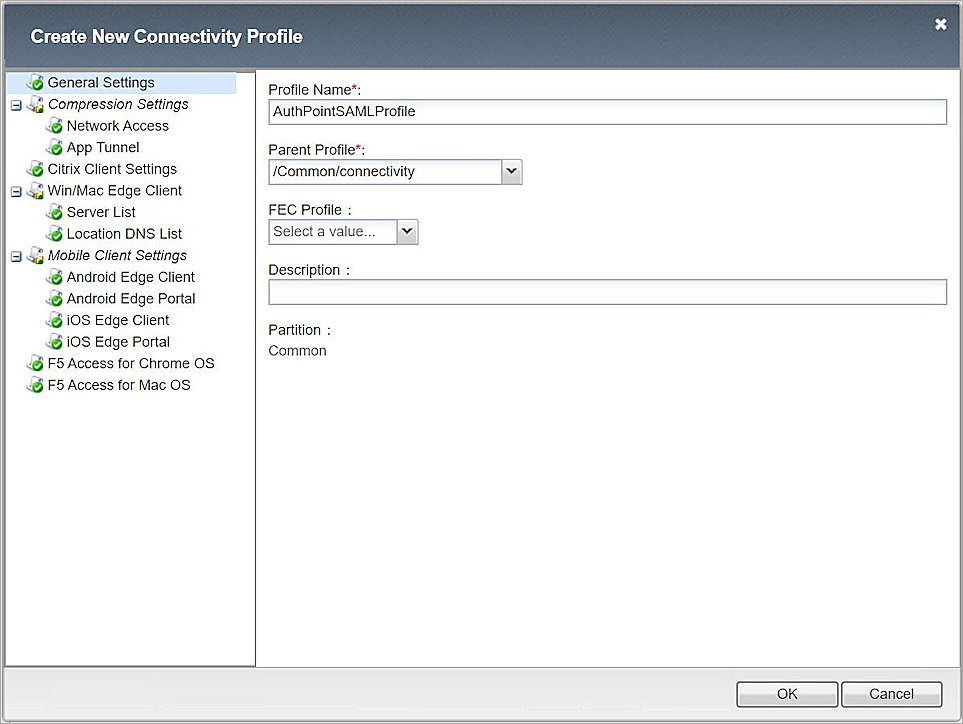 Create New Connectivity Profile
General Settings
Compression Settings
Network Access
App Tunnel
Citrix Client Settings
Win/Mac Edge Client
Server List
Location DNS List
Mobile Client Settings
Android Edge Client
Android Edge Portal
iOS Edge Client
iOS Edge Portal
F5 Access for Chrome OS
F5 Access for Mac OS
Profile Name*:
AuthPointSAMLProfile
Parent Profile*:
/Common/connectivity
FEC Profile :
Select a value...
Description :
Partition :
Common
OK
Cancel